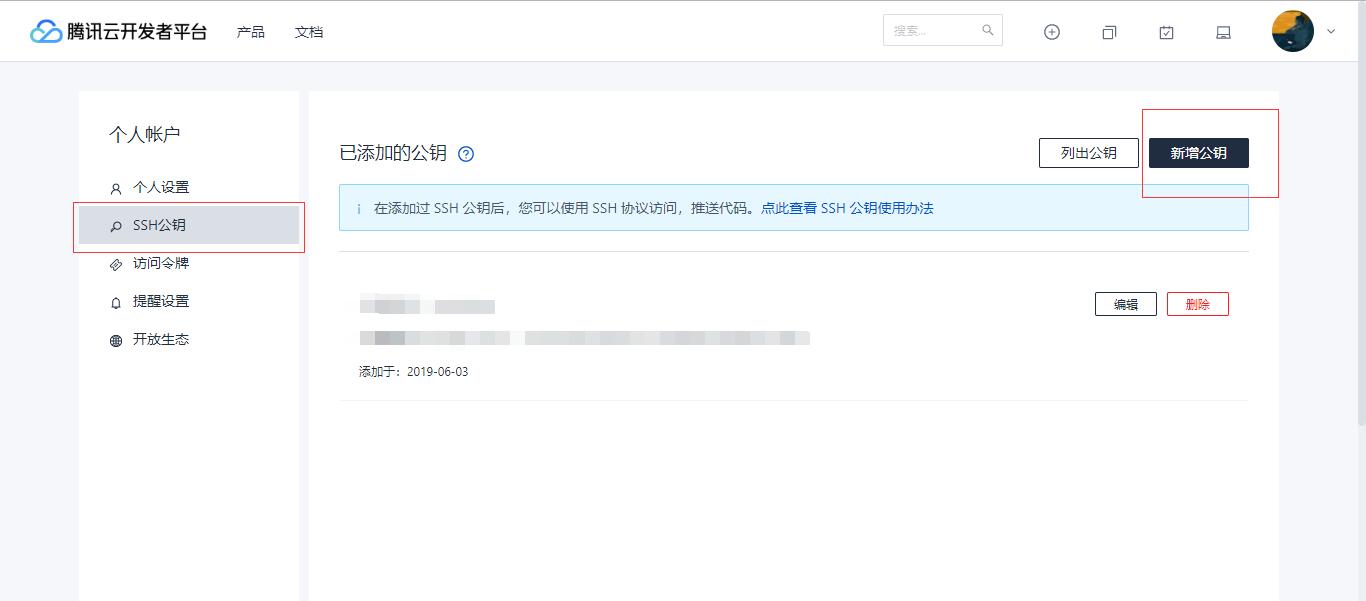 腾讯云开发者平台 产品 文档 搜索...
个人帐户
个人设置
SSH公钥
访问令牌
提醒设置
开放生态
已添加的公钥 列出公钥 新增公钥
在添加过 SSH 公钥后，您可以使用 SSH 协议访问，推送代码。点此查看 SSH 公钥使用办法
编辑 删除
添加于：2019-06-03